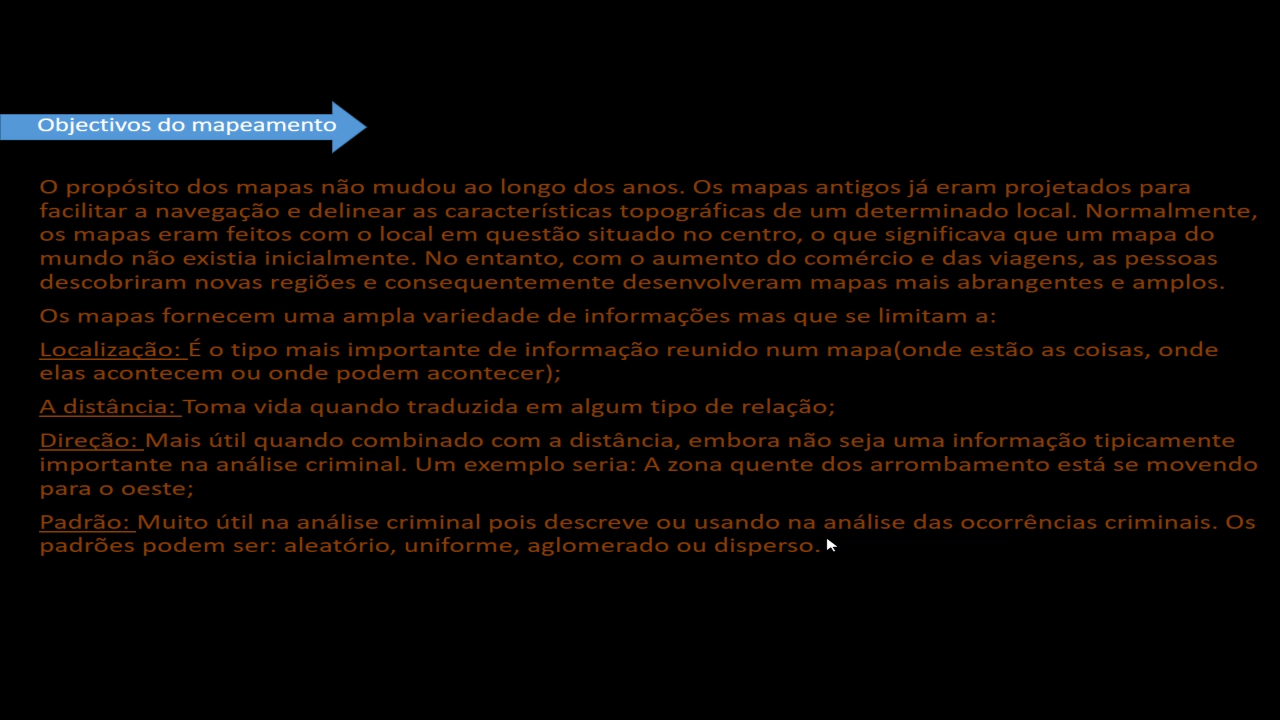 Objectivos do mapeamento
O propósito dos mapas não mudou ao longo dos anos. Os mapas antigos já eram projetados para
facilitar a navegação e delinear as características topográficas de um determinado local. Normalmente,
os mapas eram feitos com o local em questão situado no centro, o que significava que um mapa do
mundo não existia inicialmente. No entanto, com o aumento do comércio e das viagens, as pessoas
descobriram novas regiões e consequentemente desenvolveram mapas mais abrangentes e amplos.
Os mapas fornecem uma ampla variedade de informações mas que se limitam a:
Localização: É o tipo mais importante de informação reunido num mapa(onde estão as coisas, onde
elas acontecem ou onde podem acontecer);
A distância: Toma vida quando traduzida em algum tipo de relação;
Direção: Mais útil quando combinado com a distância, embora não seja uma informação tipicamente
importante na análise criminal. Um exemplo seria: A zona quente dos arrombamento está se movendo
para o oeste;
Padrão: Muito útil na análise criminal pois descreve ou usando na análise das ocorrências criminais. Os
padrões podem ser: aleatório, uniforme, aglomerado ou disperso.